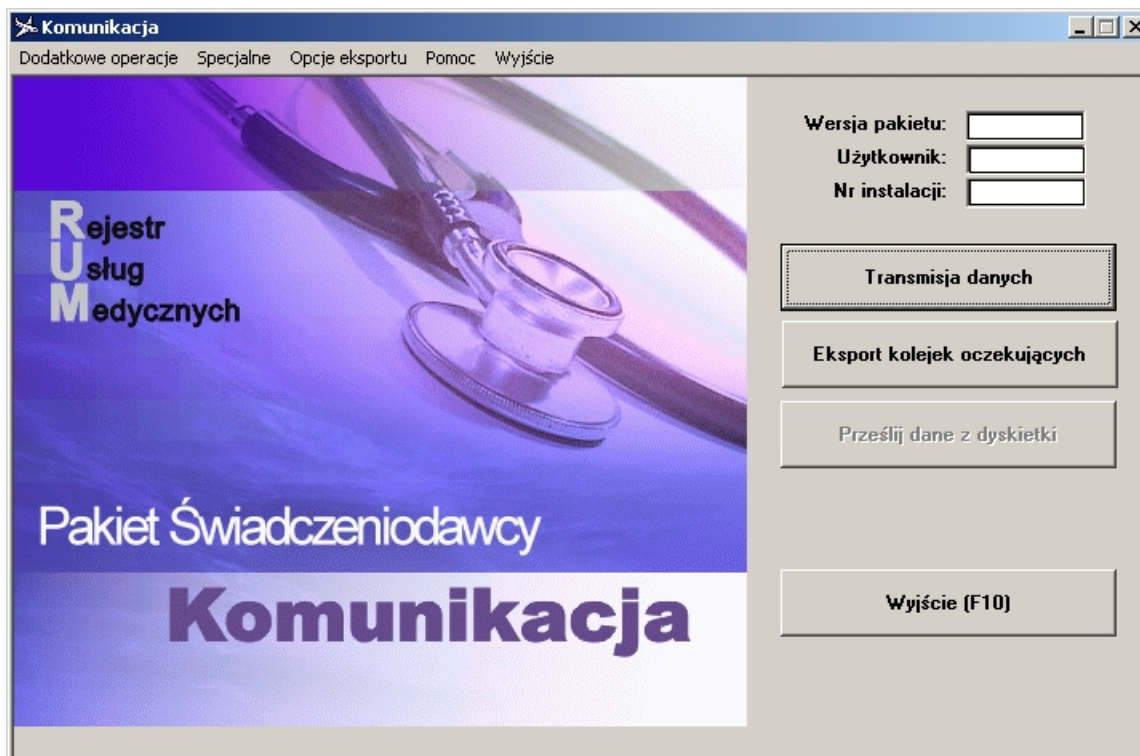 Komunikacja
Dodatkowe operacje Specjalne Opcje eksportu Pomoc Wyjście
Wersja pakietu:
Użytkownik:
Nr instalacji:
Rejestr
Usług
Medycznych
Transmisja danych
Eksport kolejek oczekujących
Prześlij dane z dyskietki
Pakiet Świadczeniodawcy
Komunikacja
Wyjście (F10)